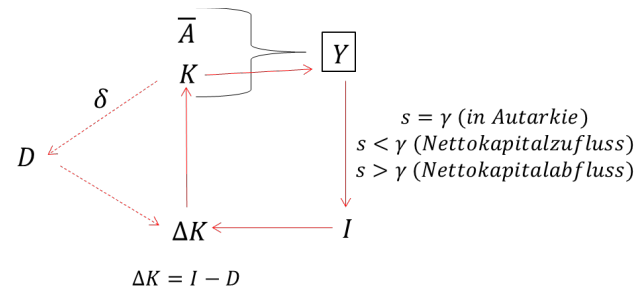 A̅
Y
K
δ
s = γ (in Autarkie)
s < γ (Nettokapitalzufluss)
s > γ (Nettokapitalabfluss)
D
ΔK
I
ΔK = I − D